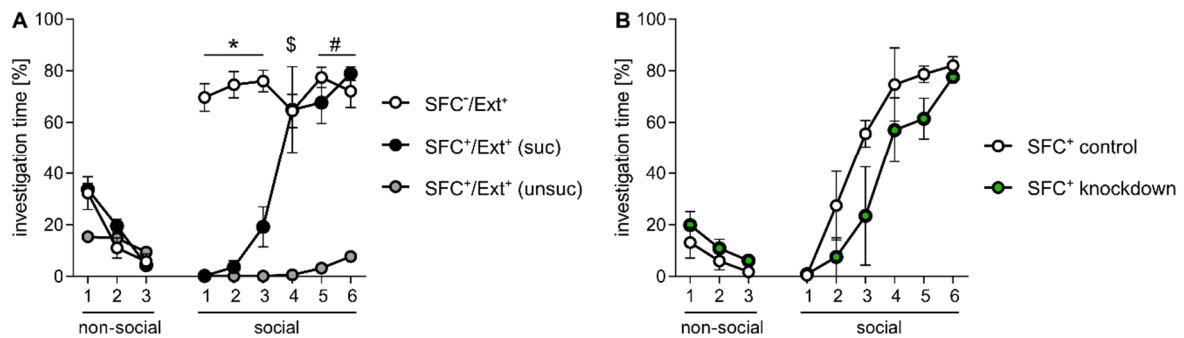 A
investigation time [%]
100
80
60
40
20
0
* $ #
SFC⁻/Ext⁺
SFC⁺/Ext⁺ (suc)
SFC⁺/Ext⁺ (unsuc)
1 2 3 1 2 3 4 5 6
non-social social
B
investigation time [%]
100
80
60
40
20
0
SFC⁺ control
SFC⁺ knockdown
1 2 3 1 2 3 4 5 6
non-social social